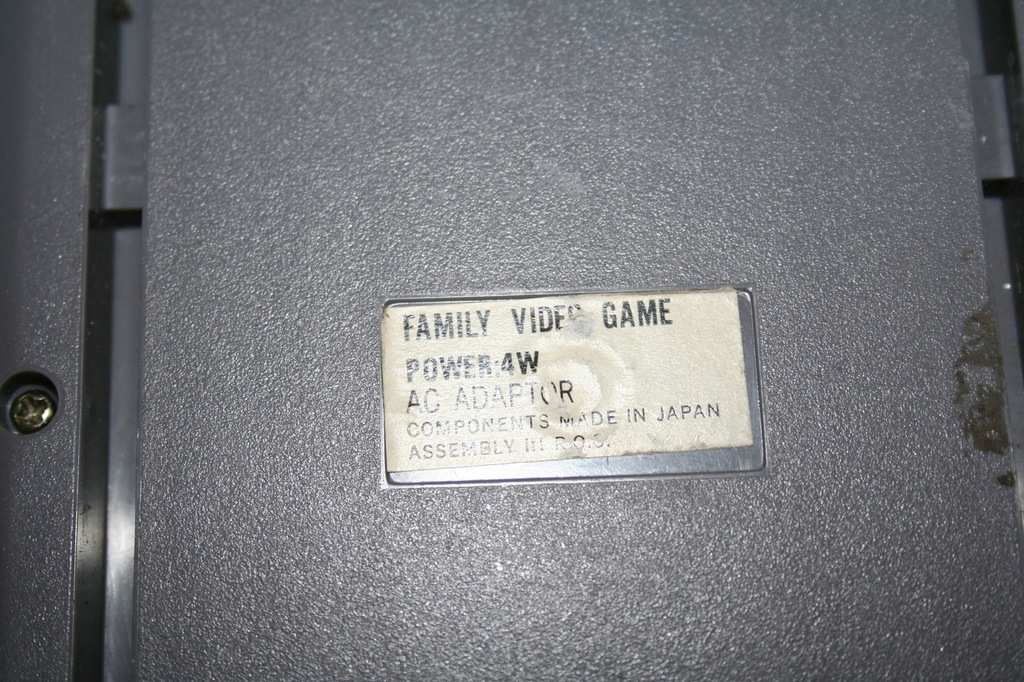 FAMILY VIDEO GAME
POWER:4W
AC ADAPTOR
COMPONENTS MADE IN JAPAN
ASSEMBLY IN R.O.C.